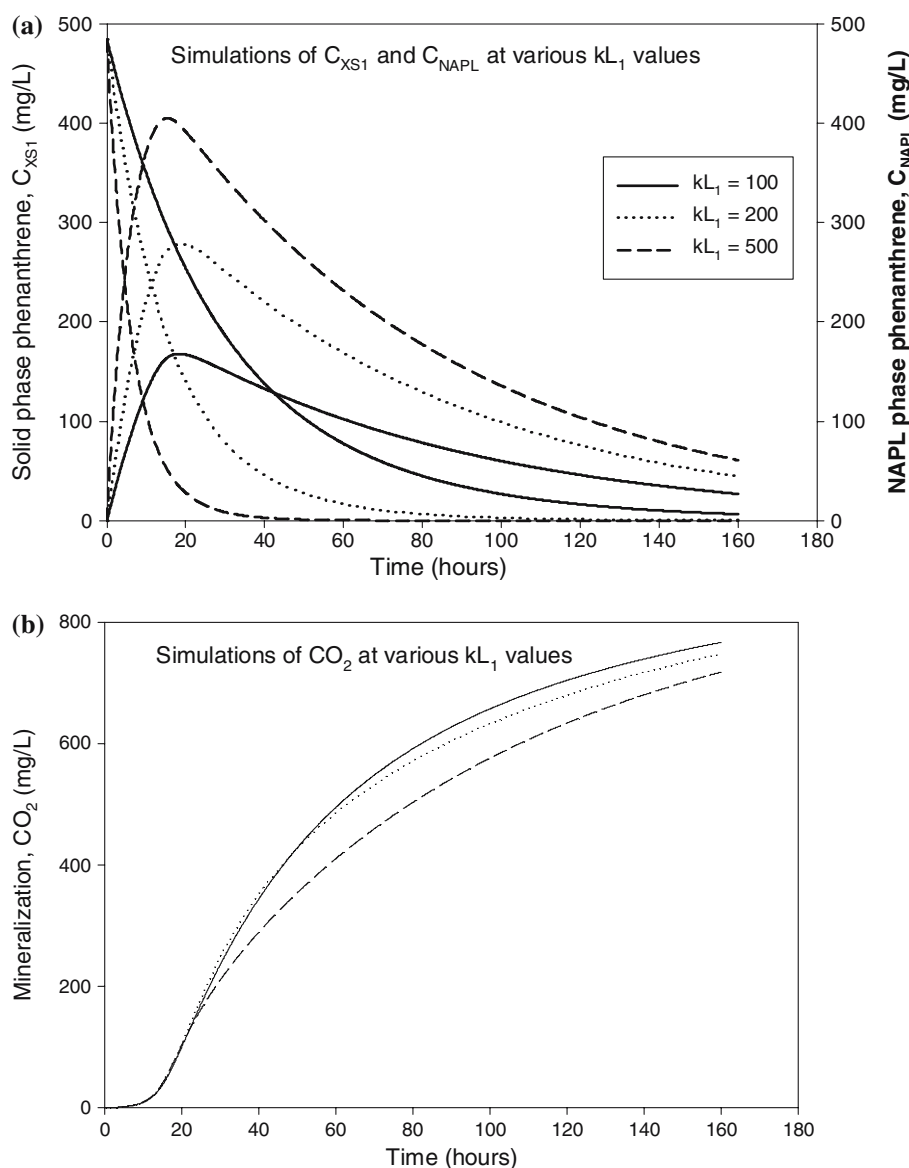 (a)
Simulations of C_XS1 and C_NAPL at various kL_1 values
Solid phase phenanthrene, C_XS1 (mg/L)
500
400
300
200
100
0
NAPL phase phenanthrene, C_NAPL (mg/L)
500
400
300
200
100
0
kL_1 = 100
kL_1 = 200
kL_1 = 500
0 20 40 60 80 100 120 140 160 180
Time (hours)
(b)
Simulations of CO_2 at various kL_1 values
Mineralization, CO_2 (mg/L)
800
600
400
200
0
0 20 40 60 80 100 120 140 160 180
Time (hours)